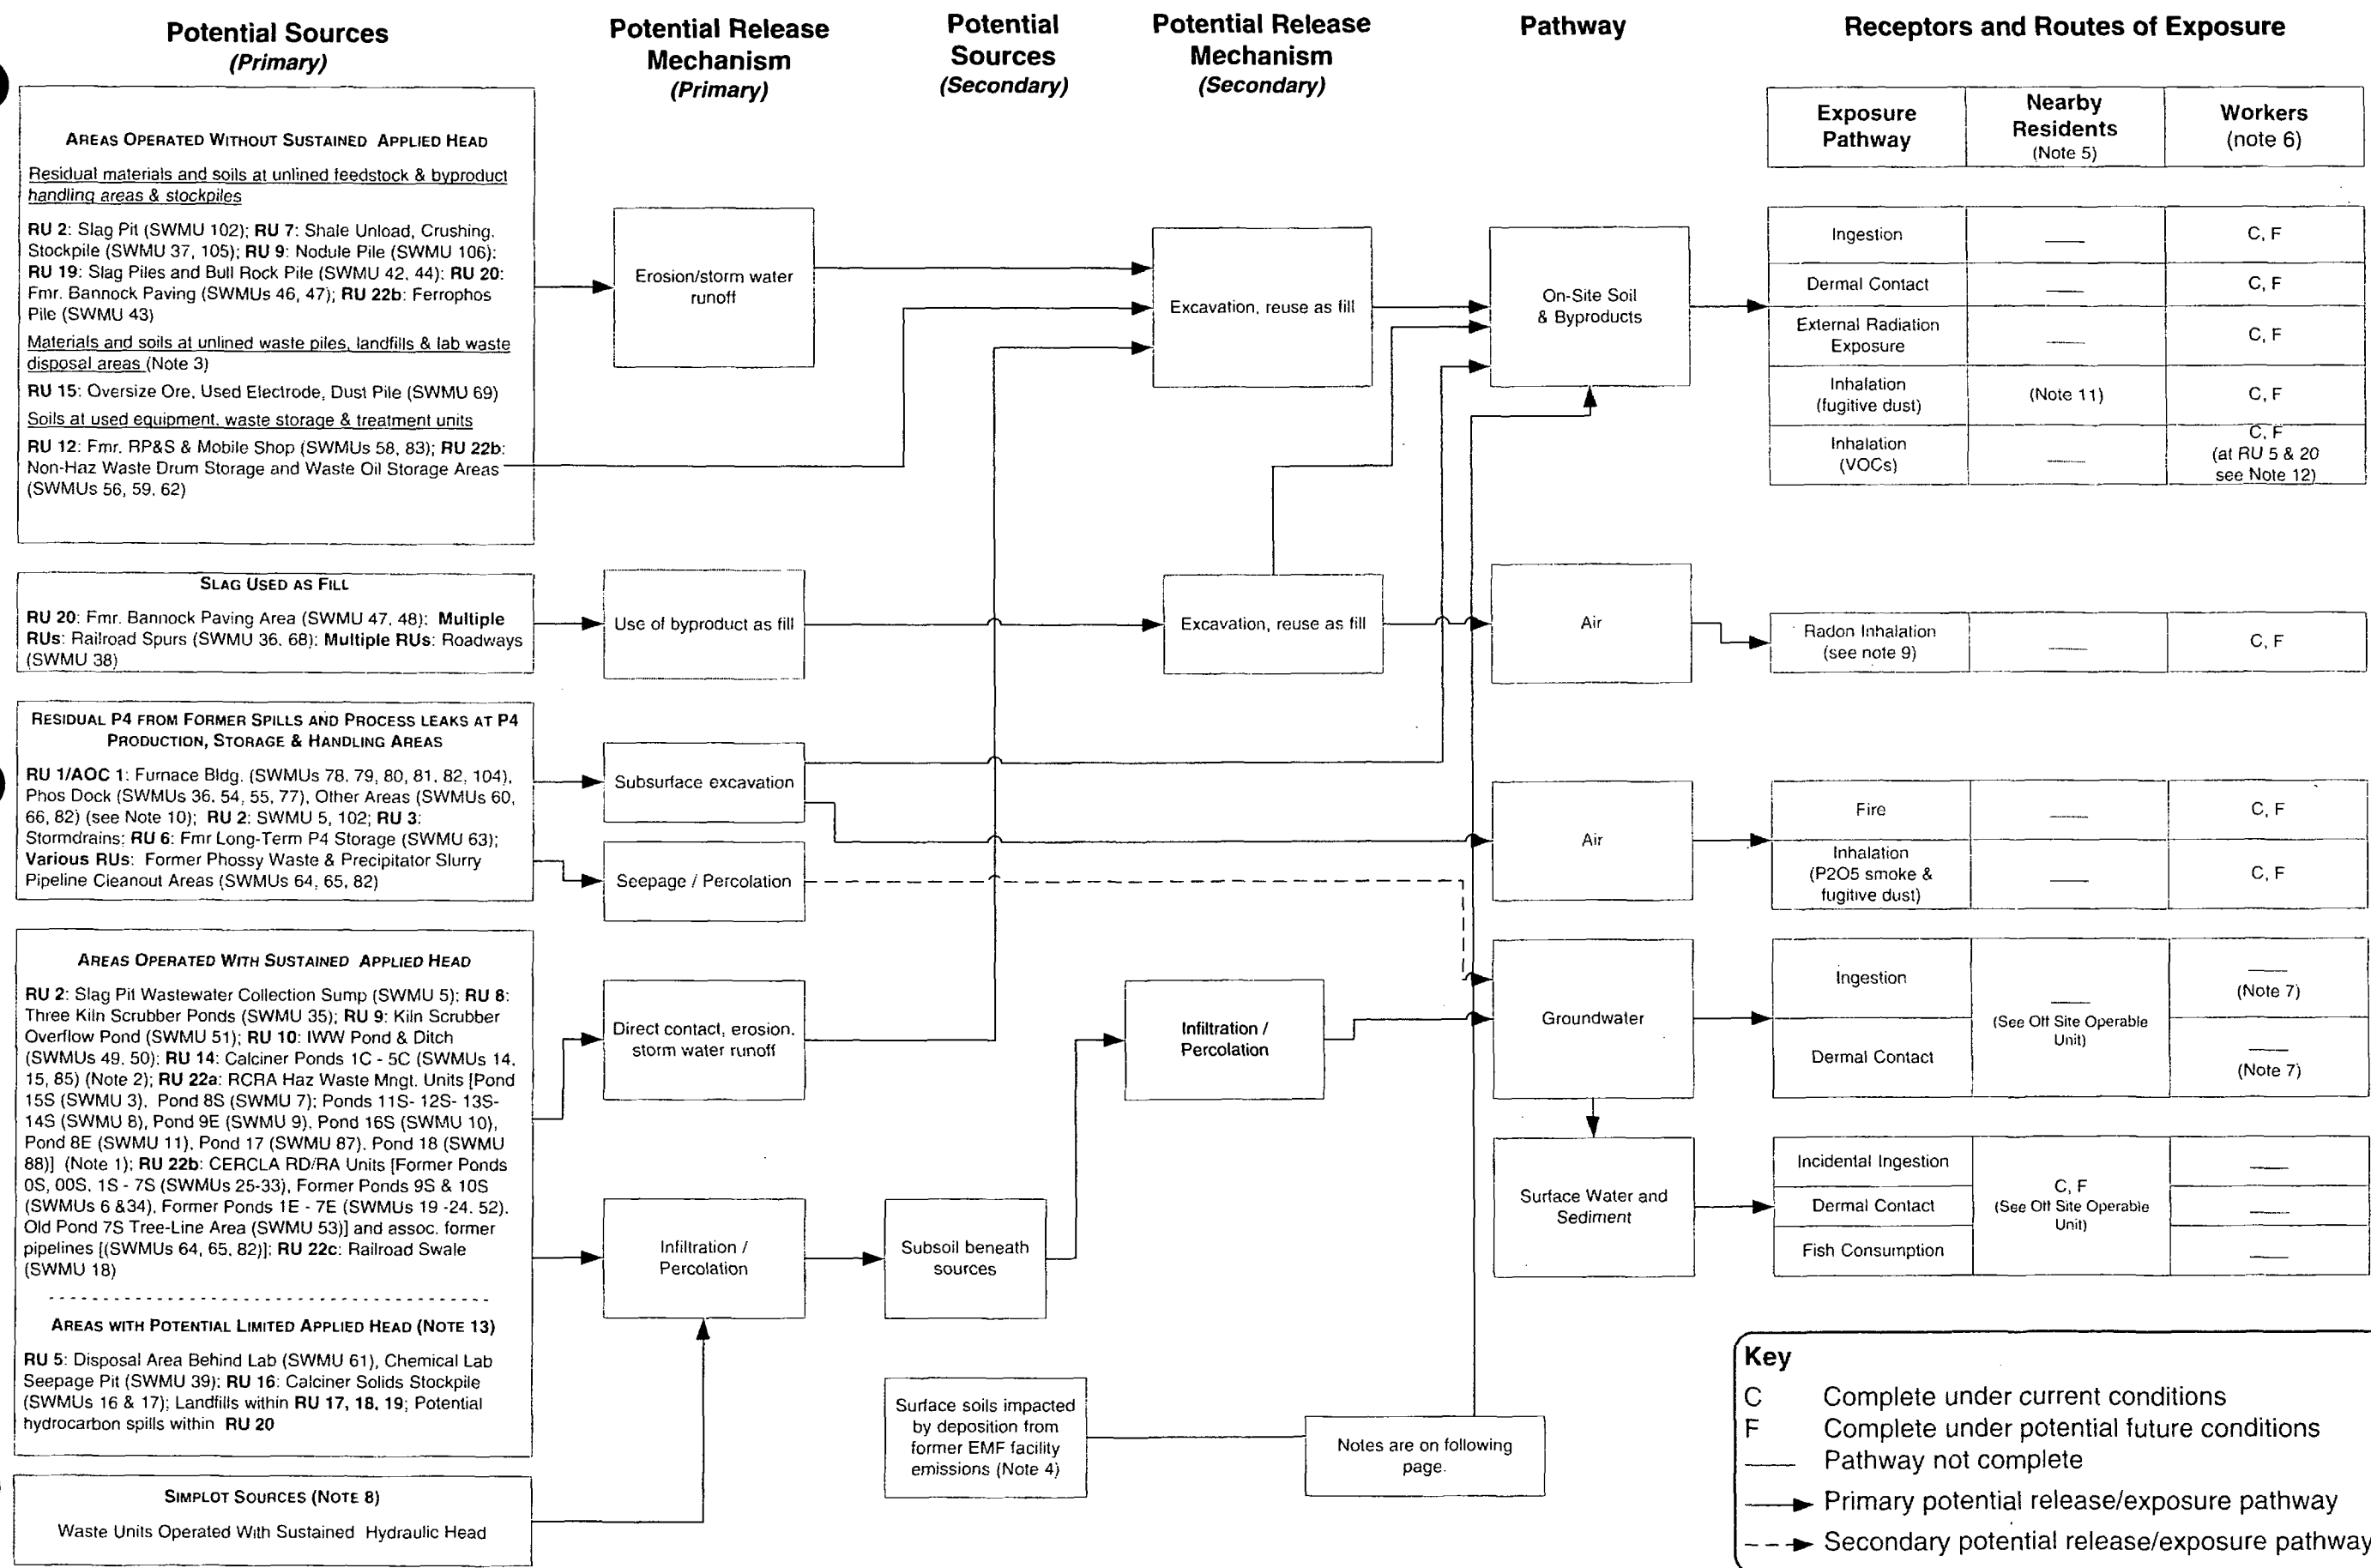 Potential Sources
(Primary)
Potential Release
Mechanism
(Primary)
Potential
Sources
(Secondary)
Potential Release
Mechanism
(Secondary)
Pathway
Receptors and Routes of Exposure
AREAS OPERATED WITHOUT SUSTAINED APPLIED HEAD
Residual materials and soils at unlined feedstock & byproduct
handling areas & stockpiles
RU 2: Slag Pit (SWMU 102); RU 7: Shale Unload, Crushing,
Stockpile (SWMU 37, 105); RU 9: Nodule Pile (SWMU 106);
RU 19: Slag Piles and Bull Rock Pile (SWMU 42, 44); RU 20:
Fmr. Bannock Paving (SWMUs 46, 47); RU 22b: Ferrophos
Pile (SWMU 43)
Materials and soils at unlined waste piles, landfills & lab waste
disposal areas (Note 3)
RU 15: Oversize Ore, Used Electrode, Dust Pile (SWMU 69)
Soils at used equipment, waste storage & treatment units
RU 12: Fmr. RP&S & Mobile Shop (SWMUs 58, 83); RU 22b:
Non-Haz Waste Drum Storage and Waste Oil Storage Areas
(SWMUs 56, 59, 62)
Erosion/storm water
runoff
Excavation, reuse as fill
On-Site Soil
& Byproducts
Exposure
Pathway
Nearby
Residents
(Note 5)
Workers
(note 6)
Ingestion
C, F
Dermal Contact
C, F
External Radiation
Exposure
C, F
Inhalation
(fugitive dust)
(Note 11)
C, F
Inhalation
(VOCs)
C, F
(at RU 5 & 20
see Note 12)
SLAG USED AS FILL
RU 20: Fmr. Bannock Paving Area (SWMU 47, 48); Multiple
RUs: Railroad Spurs (SWMU 36, 68); Multiple RUs: Roadways
(SWMU 38)
Use of byproduct as fill
Excavation, reuse as fill
Air
Radon Inhalation
(see note 9)
C, F
RESIDUAL P4 FROM FORMER SPILLS AND PROCESS LEAKS AT P4
PRODUCTION, STORAGE & HANDLING AREAS
RU 1/AOC 1: Furnace Bldg. (SWMUs 78, 79, 80, 81, 82, 104),
Phos Dock (SWMUs 36, 54, 55, 77), Other Areas (SWMUs 60,
66, 82) (see Note 10); RU 2: SWMU 5, 102; RU 3:
Stormdrains; RU 6: Fmr Long-Term P4 Storage (SWMU 63);
Various RUs: Former Phossy Waste & Precipitator Slurry
Pipeline Cleanout Areas (SWMUs 64, 65, 82)
Subsurface excavation
Seepage / Percolation
Air
Fire
C, F
Inhalation
(P2O5 smoke &
fugitive dust)
C, F
AREAS OPERATED WITH SUSTAINED APPLIED HEAD
RU 2: Slag Pit Wastewater Collection Sump (SWMU 5); RU 8:
Three Kiln Scrubber Ponds (SWMU 35); RU 9: Kiln Scrubber
Overflow Pond (SWMU 51); RU 10: IWW Pond & Ditch
(SWMUs 49, 50); RU 14: Calciner Ponds 1C - 5C (SWMUs 14,
15, 85) (Note 2); RU 22a: RCRA Haz Waste Mngt. Units [Pond
15S (SWMU 3), Pond 8S (SWMU 7); Ponds 11S- 12S- 13S-
14S (SWMU 8), Pond 9E (SWMU 9), Pond 16S (SWMU 10),
Pond 8E (SWMU 11), Pond 17 (SWMU 87), Pond 18 (SWMU
88)] (Note 1); RU 22b: CERCLA RD/RA Units [Former Ponds
0S, 00S, 1S - 7S (SWMUs 25-33), Former Ponds 9S & 10S
(SWMUs 6 &34), Former Ponds 1E - 7E (SWMUs 19 -24, 52),
Old Pond 7S Tree-Line Area (SWMU 53)] and assoc. former
pipelines [(SWMUs 64, 65, 82)]; RU 22c: Railroad Swale
(SWMU 18)
AREAS WITH POTENTIAL LIMITED APPLIED HEAD (NOTE 13)
RU 5: Disposal Area Behind Lab (SWMU 61), Chemical Lab
Seepage Pit (SWMU 39); RU 16: Calciner Solids Stockpile
(SWMUs 16 & 17); Landfills within RU 17, 18, 19; Potential
hydrocarbon spills within RU 20
Direct contact, erosion,
storm water runoff
Infiltration /
Percolation
Subsoil beneath
sources
Infiltration /
Percolation
Groundwater
Ingestion
Dermal Contact
(See Off Site Operable
Unit)
(Note 7)
(Note 7)
Surface Water and
Sediment
Incidental Ingestion
Dermal Contact
Fish Consumption
C, F
(See Off Site Operable
Unit)
SIMPLOT SOURCES (NOTE 8)
Waste Units Operated With Sustained Hydraulic Head
Surface soils impacted
by deposition from
former EMF facility
emissions (Note 4)
Notes are on following
page.
Key
C Complete under current conditions
F Complete under potential future conditions
Pathway not complete
Primary potential release/exposure pathway
Secondary potential release/exposure pathway